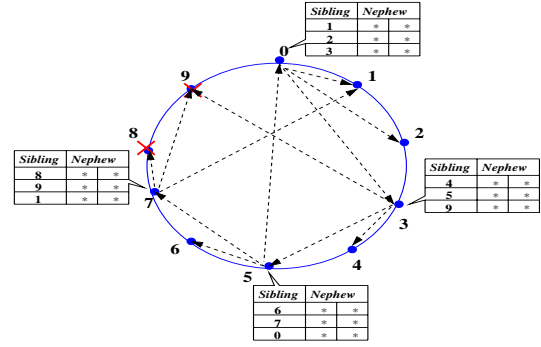 Sibling Nephew
1 * *
2 * *
3 * *
0
9
1
8
2
Sibling Nephew
8 * *
9 * *
1 * *
7
Sibling Nephew
4 * *
5 * *
9 * *
3
6
4
5
Sibling Nephew
6 * *
7 * *
0 * *